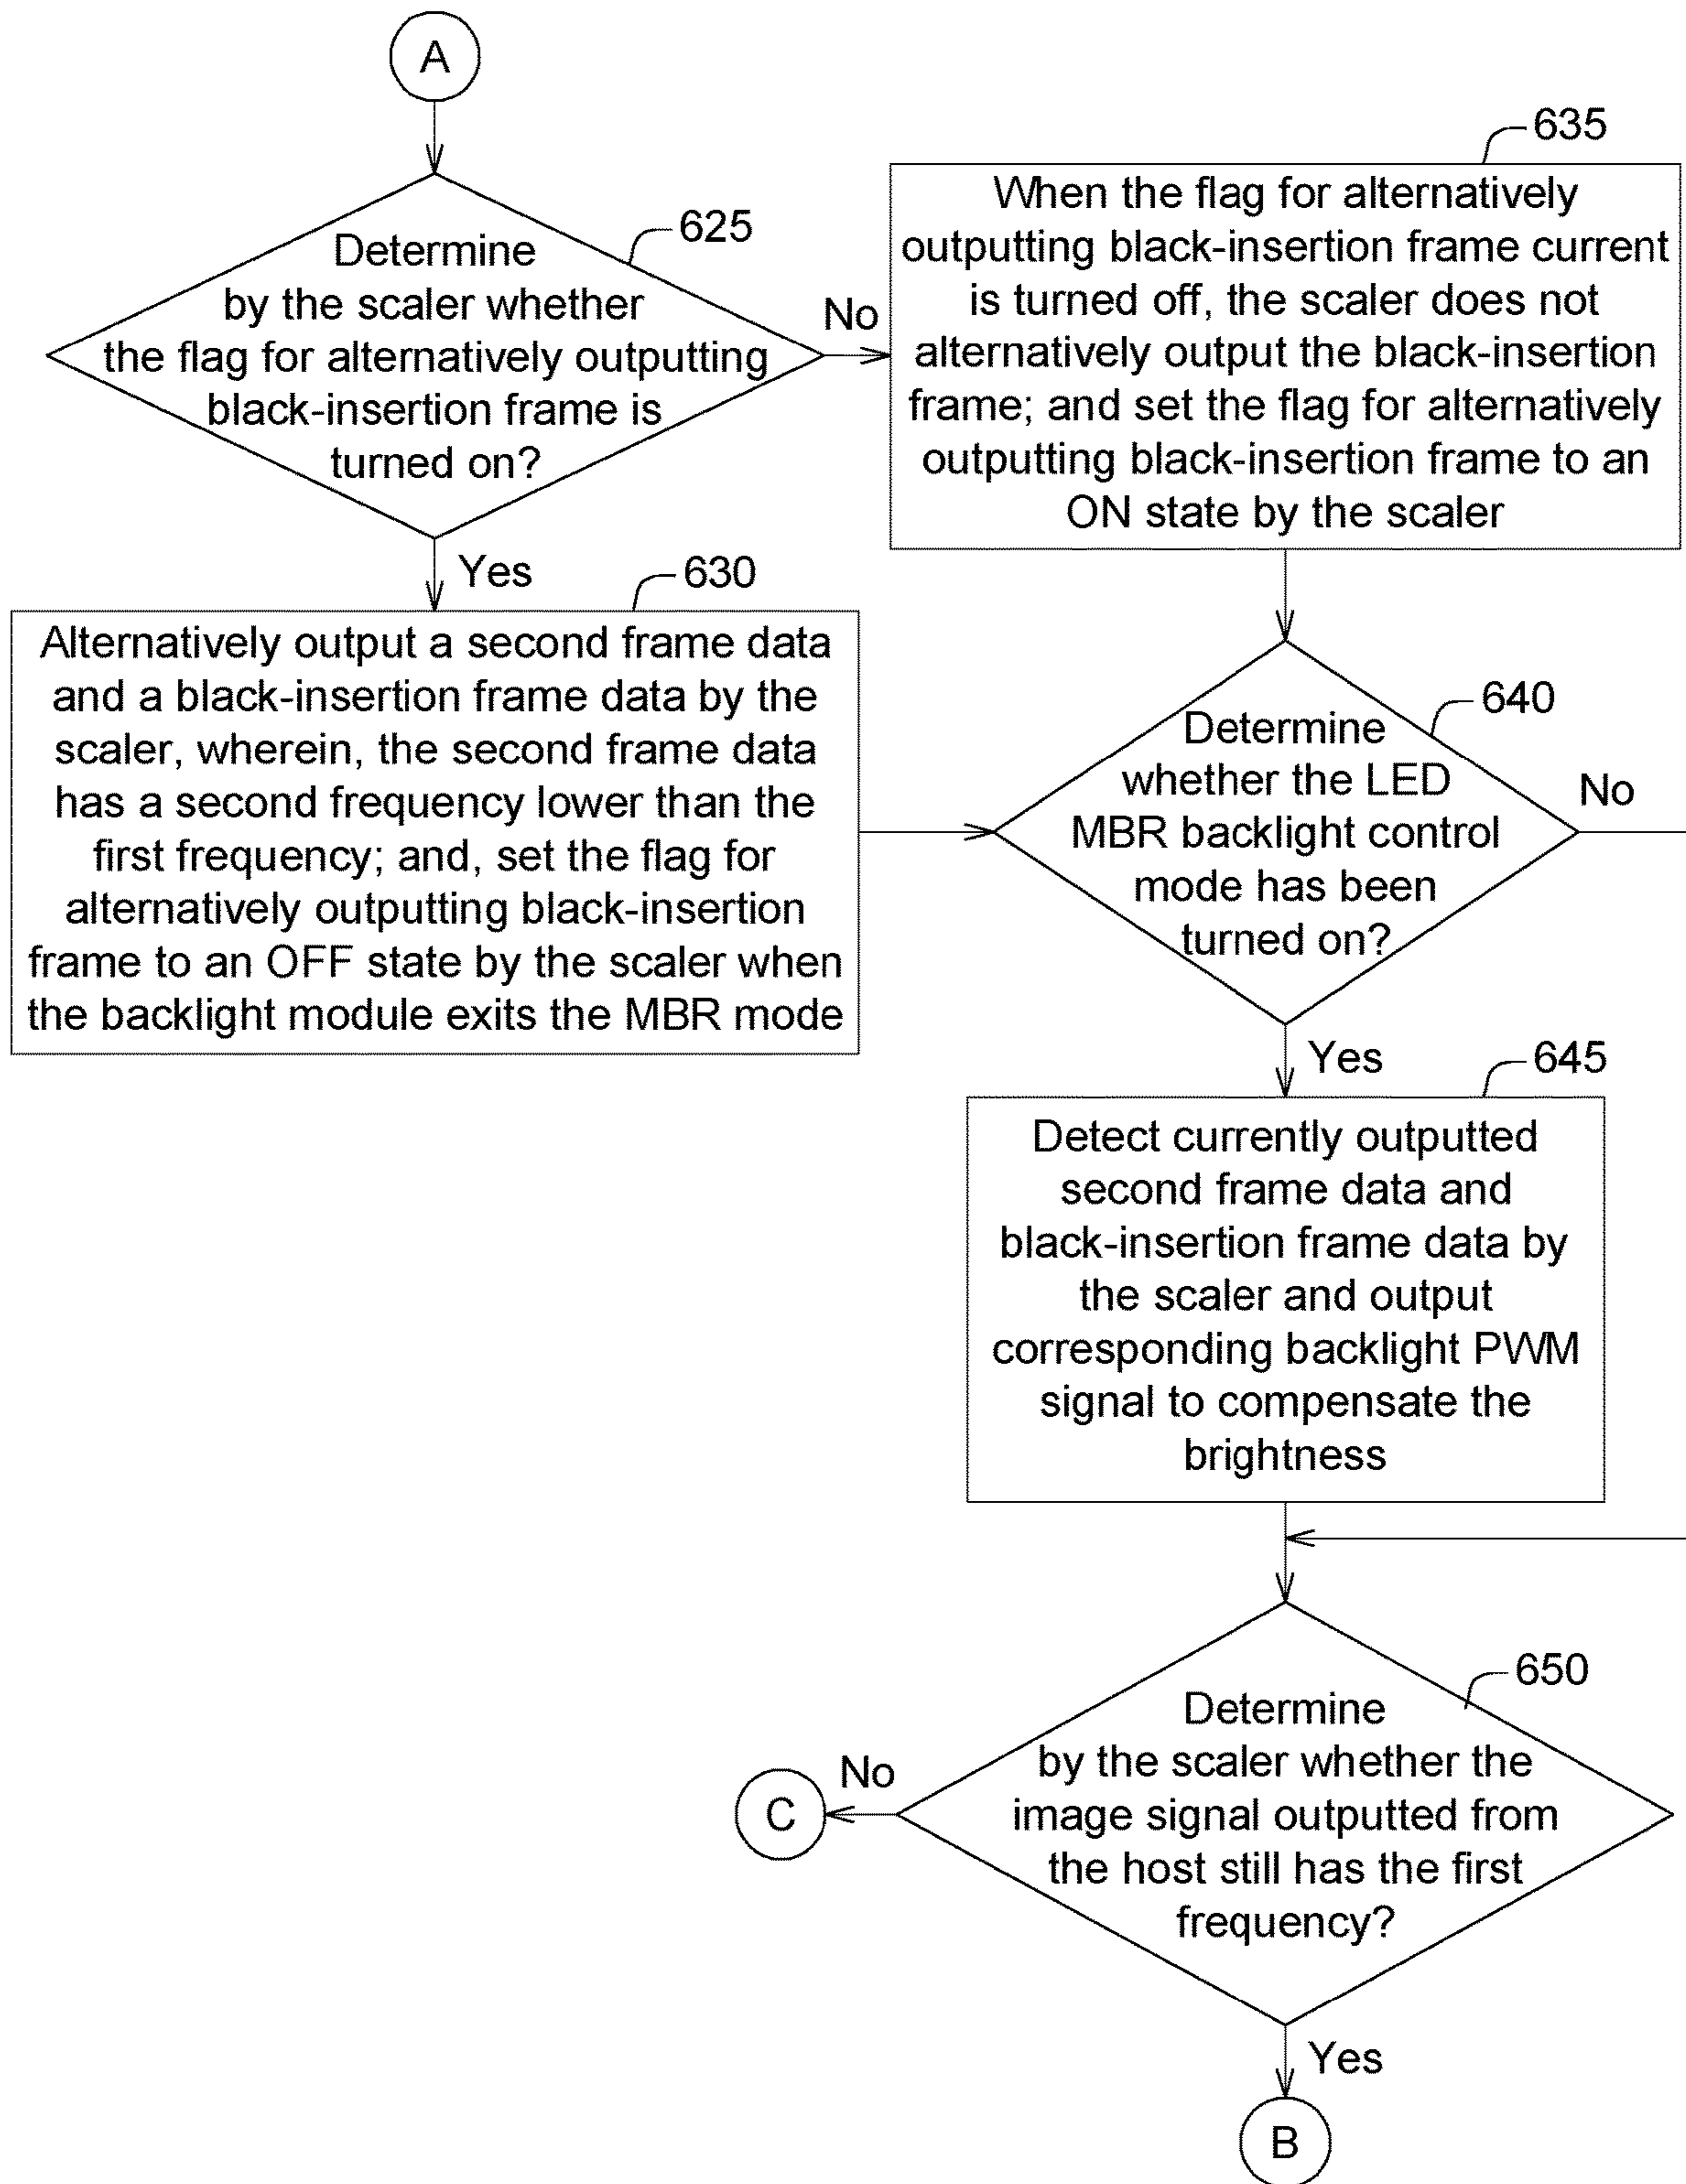 A
625
Determine
by the scaler whether
the flag for alternatively outputting
black-insertion frame is
turned on?
No
Yes
635
When the flag for alternatively
outputting black-insertion frame current
is turned off, the scaler does not
alternatively output the black-insertion
frame; and set the flag for alternatively
outputting black-insertion frame to an
ON state by the scaler
630
Alternatively output a second frame data
and a black-insertion frame data by the
scaler, wherein, the second frame data
has a second frequency lower than the
first frequency; and, set the flag for
alternatively outputting black-insertion
frame to an OFF state by the scaler when
the backlight module exits the MBR mode
640
Determine
whether the LED
MBR backlight control
mode has been
turned on?
No
Yes
645
Detect currently outputted
second frame data and
black-insertion frame data by
the scaler and output
corresponding backlight PWM
signal to compensate the
brightness
650
Determine
by the scaler whether the
image signal outputted from
the host still has the first
frequency?
No
C
Yes
B